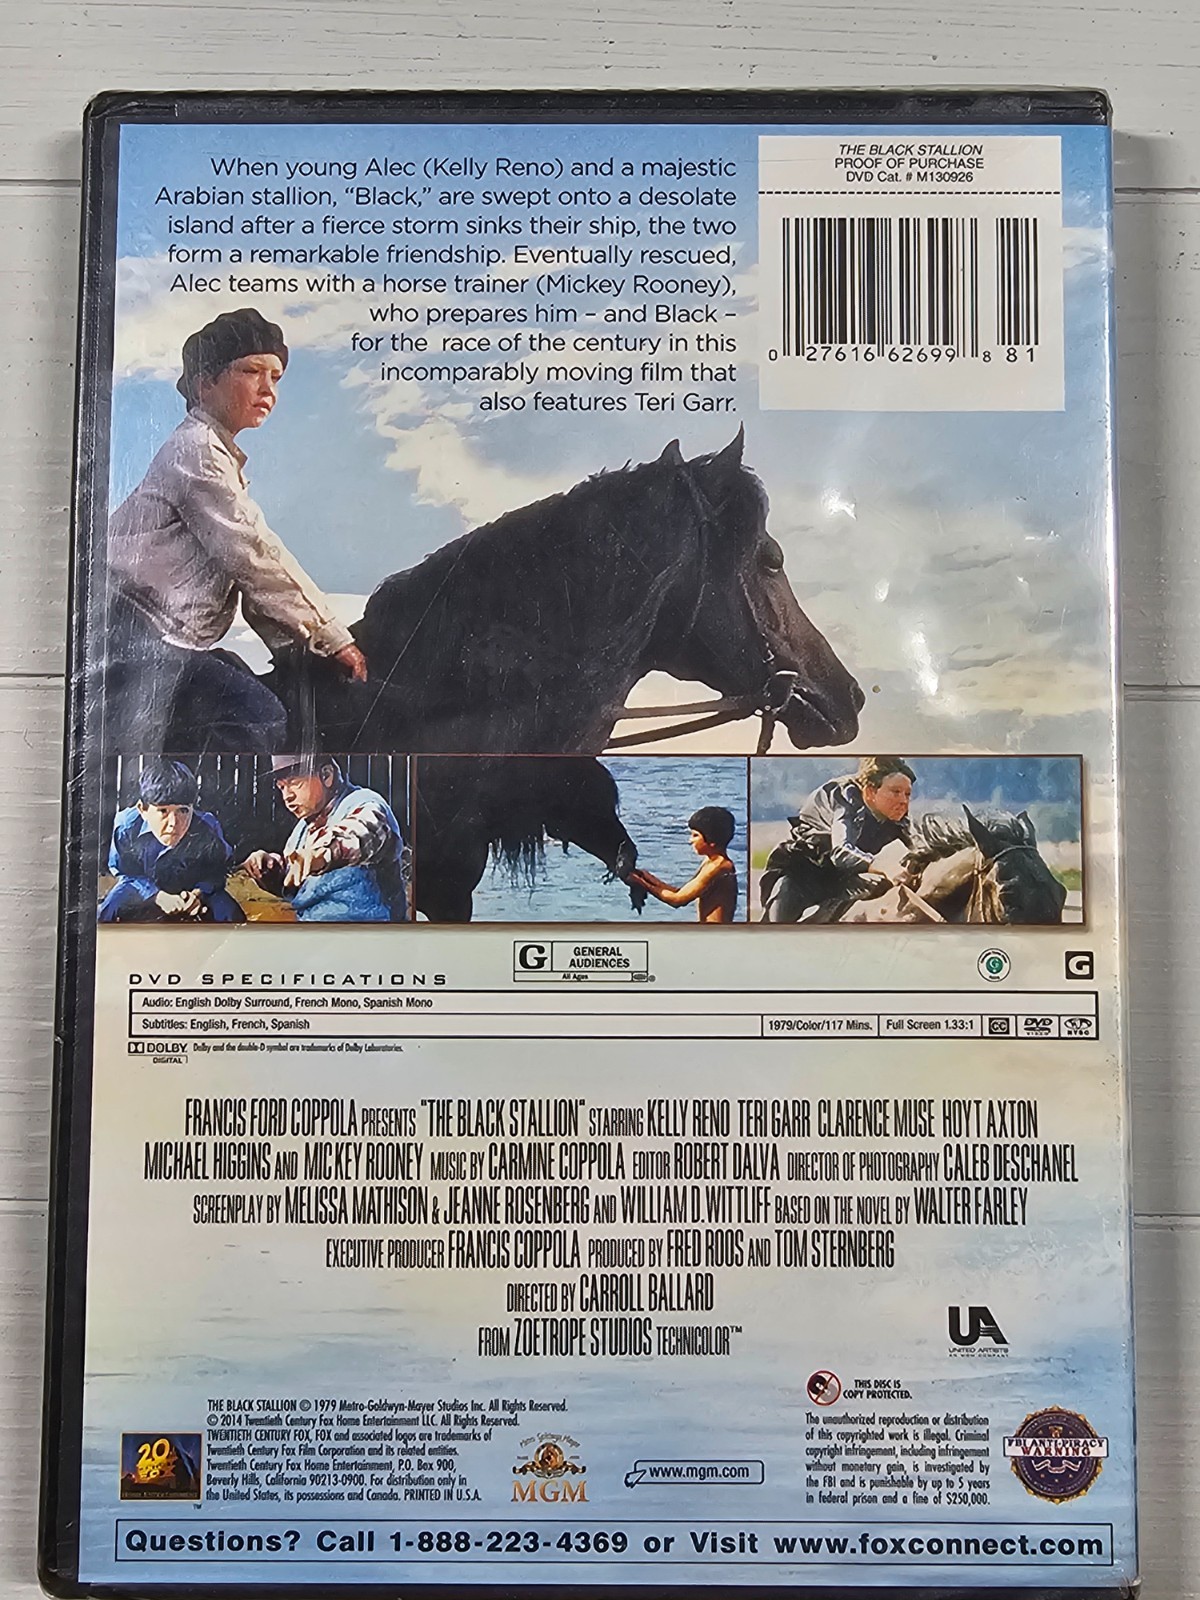 When young Alec (Kelly Reno) and a majestic
Arabian stallion, “Black,” are swept onto a desolate
island after a fierce storm sinks their ship, the two
form a remarkable friendship. Eventually rescued,
Alec teams with a horse trainer (Mickey Rooney),
who prepares him – and Black –
for the race of the century in this
incomparably moving film that
also features Teri Garr.
THE BLACK STALLION
PROOF OF PURCHASE
DVD Cat. # M130926
0 27616 62699 8 81
G GENERAL AUDIENCES
All Ages
G
DVD SPECIFICATIONS
Audio: English Dolby Surround, French Mono, Spanish Mono
Subtitles: English, French, Spanish
1979/Color/117 Mins.
Full Screen 1.33:1
CC
DVD
VIDEO
NTSC
DOLBY DIGITAL
Dolby and the double-D symbol are trademarks of Dolby Laboratories.
FRANCIS FORD COPPOLA PRESENTS "THE BLACK STALLION" STARRING KELLY RENO TERI GARR CLARENCE MUSE HOYT AXTON
MICHAEL HIGGINS AND MICKEY ROONEY MUSIC BY CARMINE COPPOLA EDITOR ROBERT DALVA DIRECTOR OF PHOTOGRAPHY CALEB DESCHANEL
SCREENPLAY BY MELISSA MATHISON & JEANNE ROSENBERG AND WILLIAM D. WITTLIFF BASED ON THE NOVEL BY WALTER FARLEY
EXECUTIVE PRODUCER FRANCIS COPPOLA PRODUCED BY FRED ROOS AND TOM STERNBERG
DIRECTED BY CARROLL BALLARD
FROM ZOETROPE STUDIOS TECHNICOLOR™
UA
UNITED ARTISTS
AN MGM COMPANY
THE BLACK STALLION © 1979 Metro-Goldwyn-Mayer Studios Inc. All Rights Reserved.
© 2014 Twentieth Century Fox Home Entertainment LLC. All Rights Reserved.
TWENTIETH CENTURY FOX, FOX and associated logos are trademarks of
Twentieth Century Fox Film Corporation and its related entities.
Twentieth Century Fox Home Entertainment, P.O. Box 900,
Beverly Hills, California 90213-0900. For distribution only in
the United States, its possessions and Canada. PRINTED IN U.S.A.
20th CENTURY FOX
HOME ENTERTAINMENT
™
Metro Goldwyn Mayer
MGM
www.mgm.com
THIS DISC IS
COPY PROTECTED.
The unauthorized reproduction or distribution
of this copyrighted work is illegal. Criminal
copyright infringement, including infringement
without monetary gain, is investigated by
the FBI and is punishable by up to 5 years
in federal prison and a fine of $250,000.
FBI ANTI-PIRACY
WARNING
Questions? Call 1-888-223-4369 or Visit www.foxconnect.com